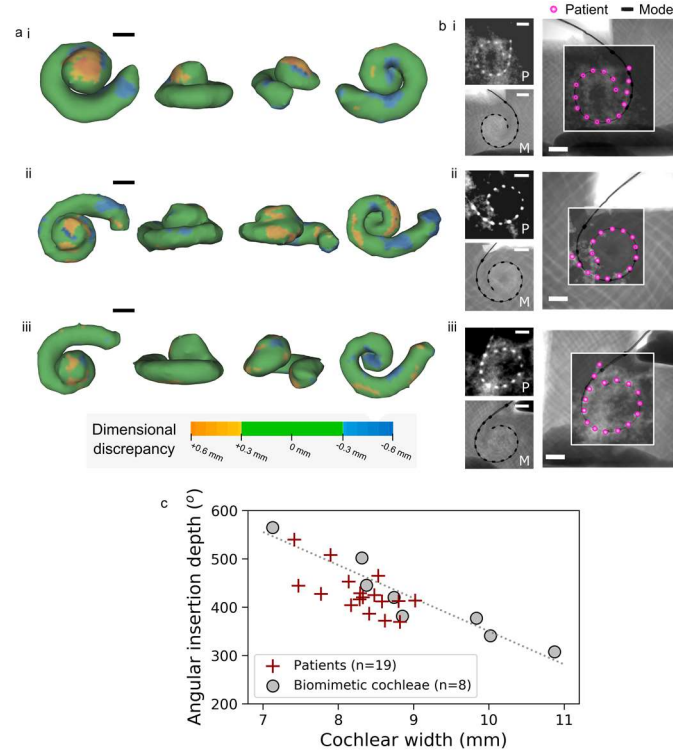 Patient Mode
a i
b i
P
M
ii
ii
P
M
iii
iii
P
M
Dimensional
discrepancy
+0.6 mm
+0.3 mm
0 mm
-0.3 mm
-0.6 mm
c
Angular insertion depth (°)
600
500
400
300
200
Patients (n=19)
Biomimetic cochleae (n=8)
7 8 9 10 11
Cochlear width (mm)